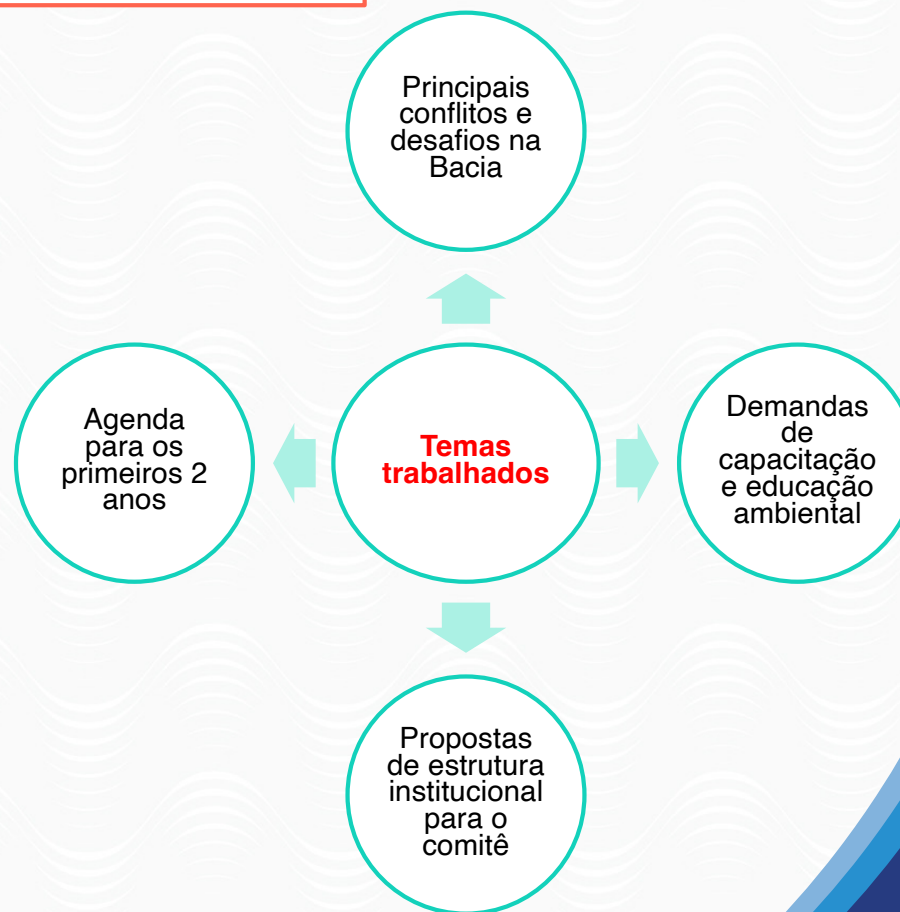 Principais
conflitos e
desafios na
Bacia
Agenda
para os
primeiros 2
anos
Temas
trabalhados
Demandas
de
capacitação
e educação
ambiental
Propostas
de estrutura
institucional
para o
comitê